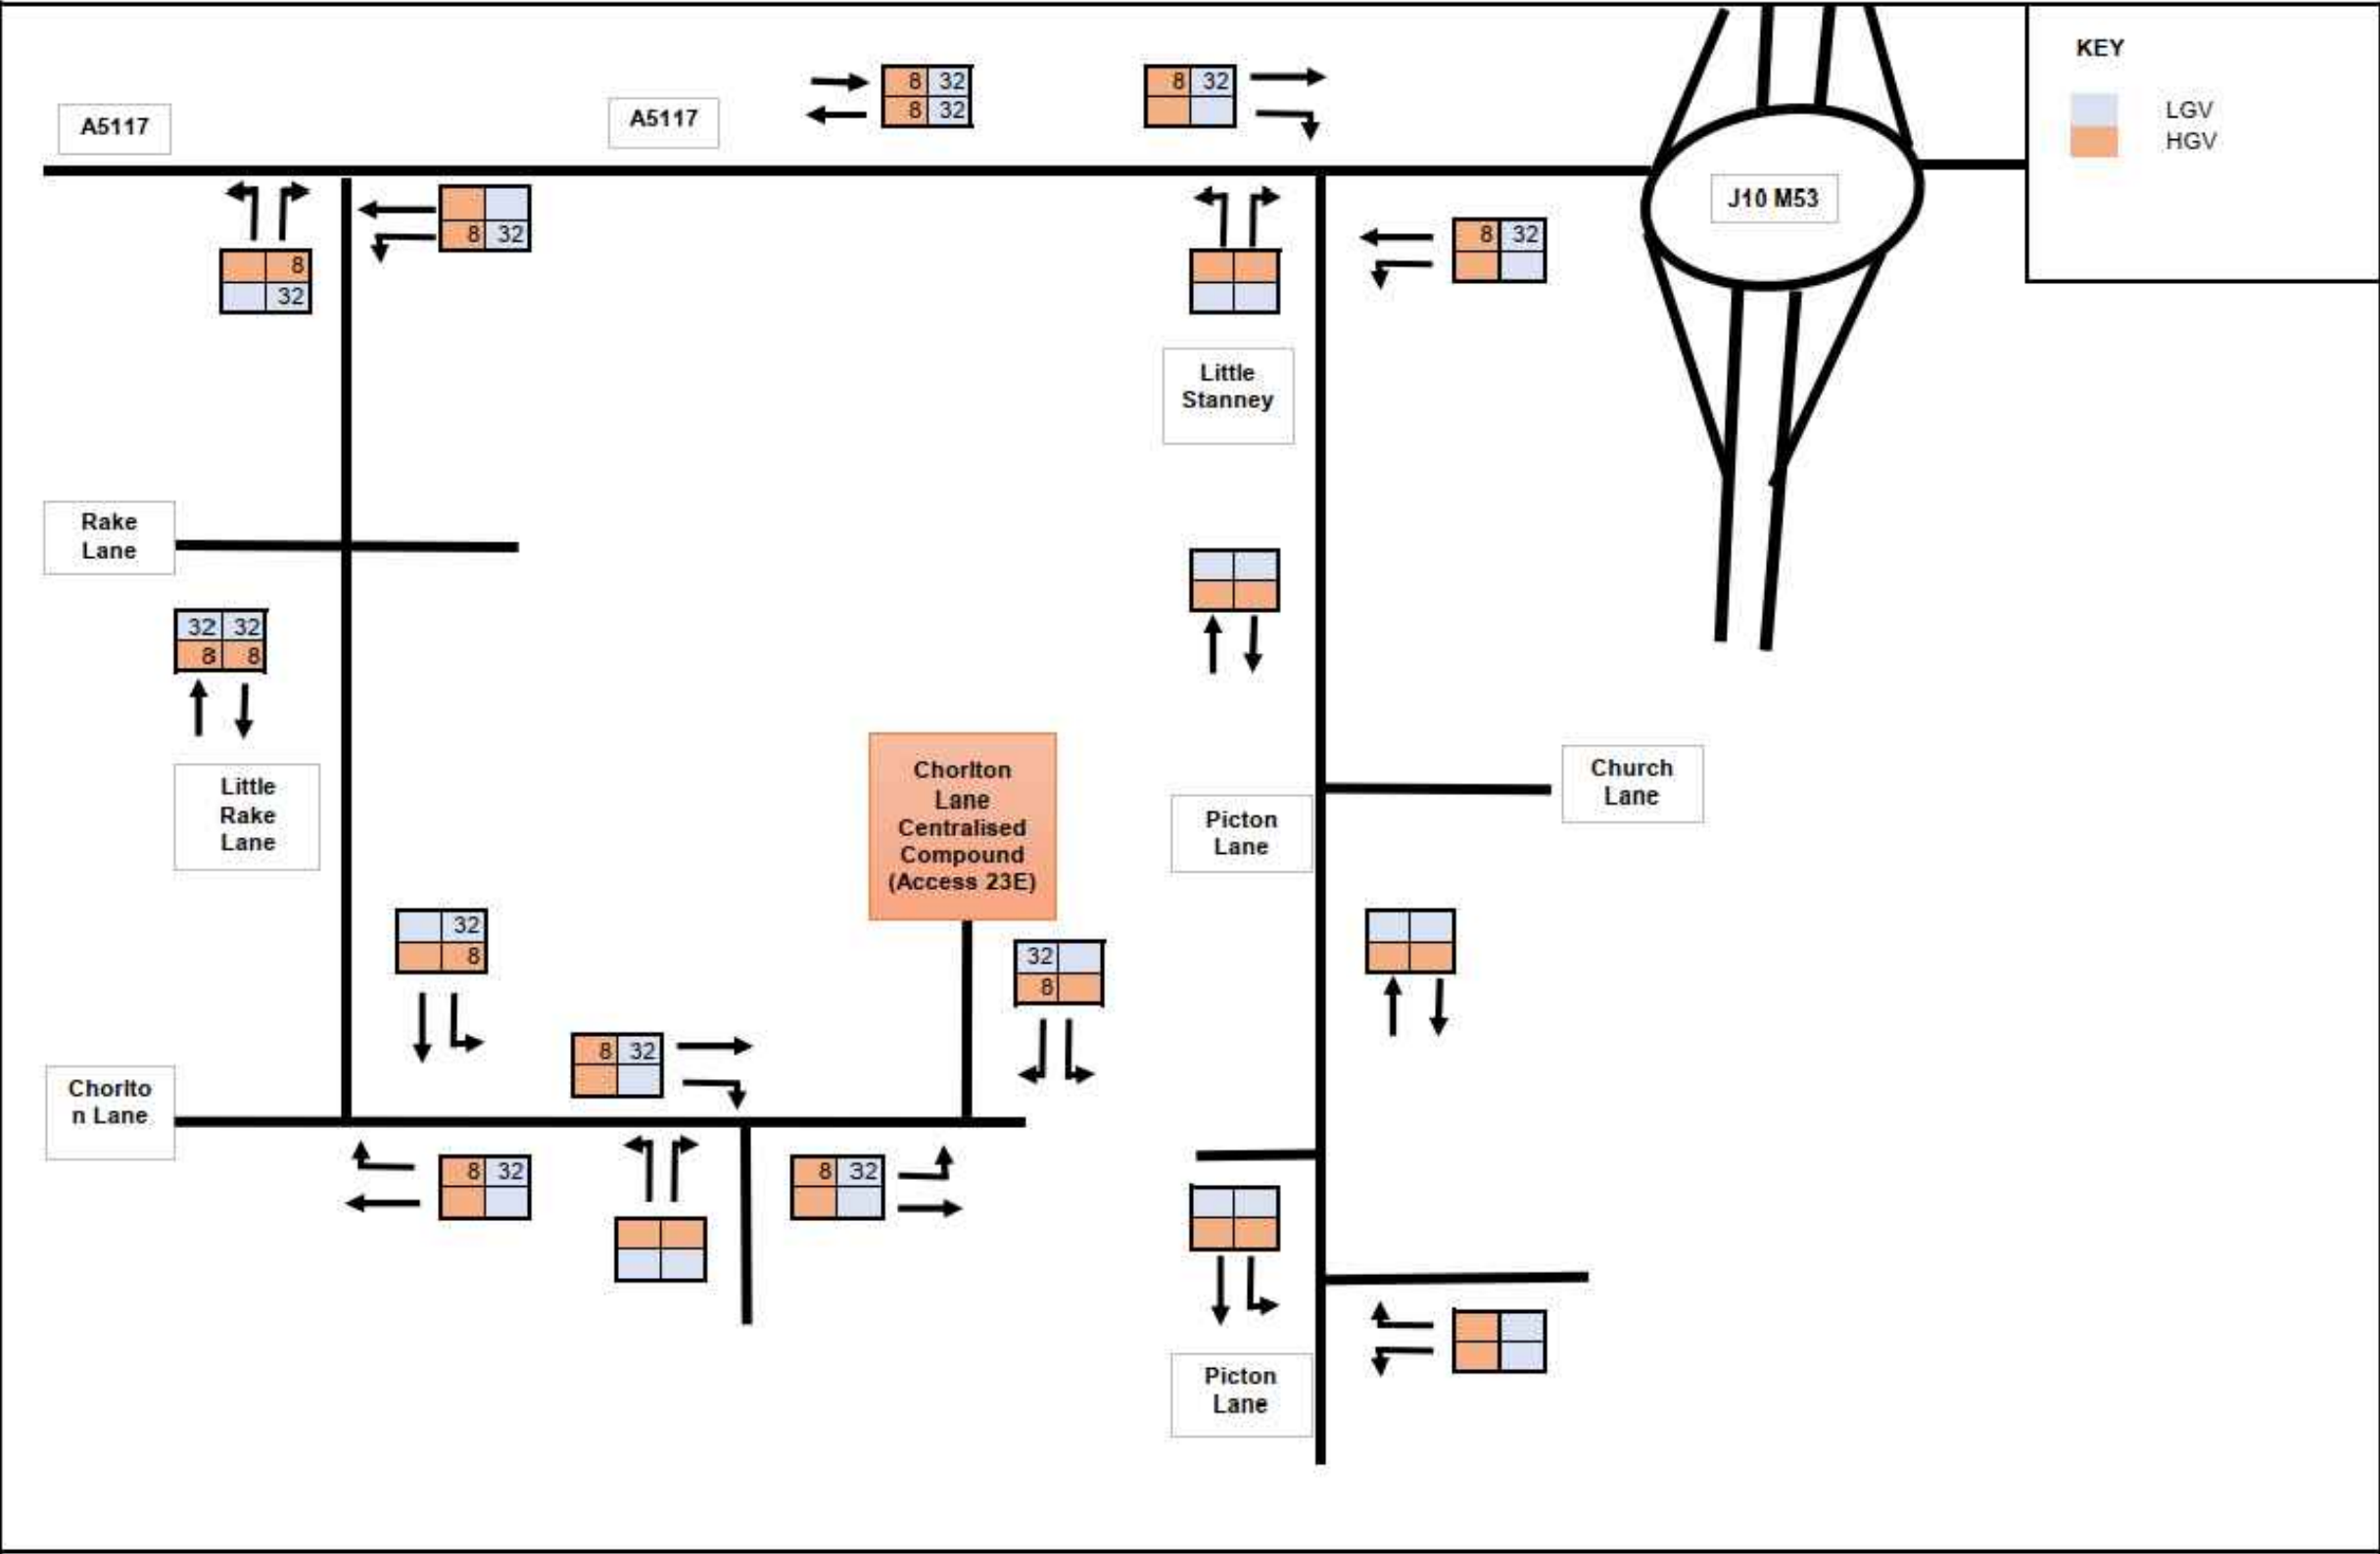 KEY
LGV
HGV
8 32
8 32
8 32
A5117
A5117
J10 M53
8 32
8
32
8 32
Little
Stanney
Rake
Lane
32 32
8 8
Little
Rake
Lane
Chorlton
Lane
Centralised
Compound
(Access 23E)
Church
Lane
Picton
Lane
32
8
32
8
8 32
Chorlto
n Lane
8 32
8 32
Picton
Lane